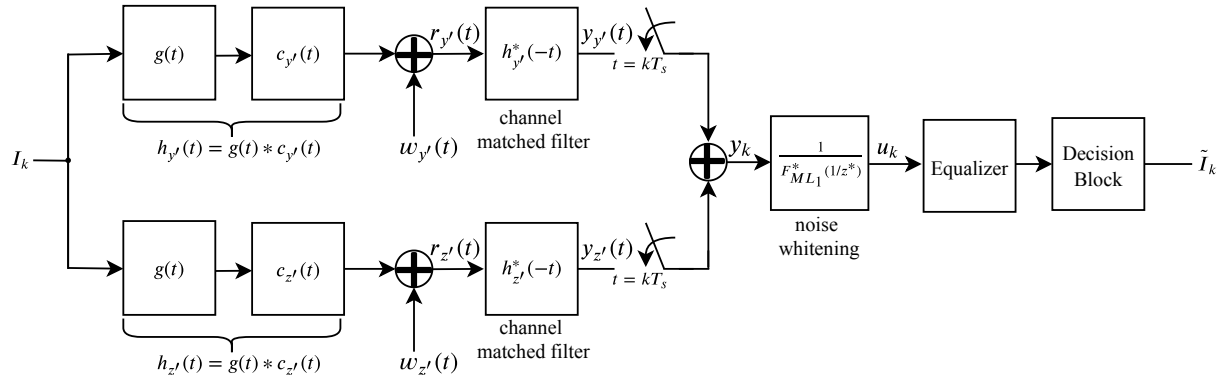 g(t)
c_{y′}(t)
r_{y′}(t)
h*_{y′}(−t)
y_{y′}(t)
t = kT_s
h_{y′}(t) = g(t) ∗ c_{y′}(t)
w_{y′}(t)
channel
matched filter
I_k
y_k
1 / F*_{ML_1}(1/z*)
noise
whitening
u_k
Equalizer
Decision
Block
Ĩ_k
g(t)
c_{z′}(t)
r_{z′}(t)
h*_{z′}(−t)
y_{z′}(t)
t = kT_s
h_{z′}(t) = g(t) ∗ c_{z′}(t)
w_{z′}(t)
channel
matched filter